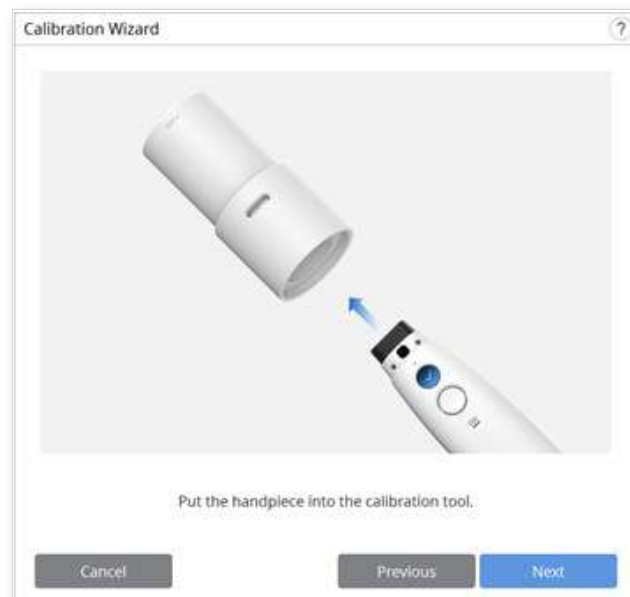 Calibration Wizard
?
Put the handpiece into the calibration tool.
Cancel
Previous
Next